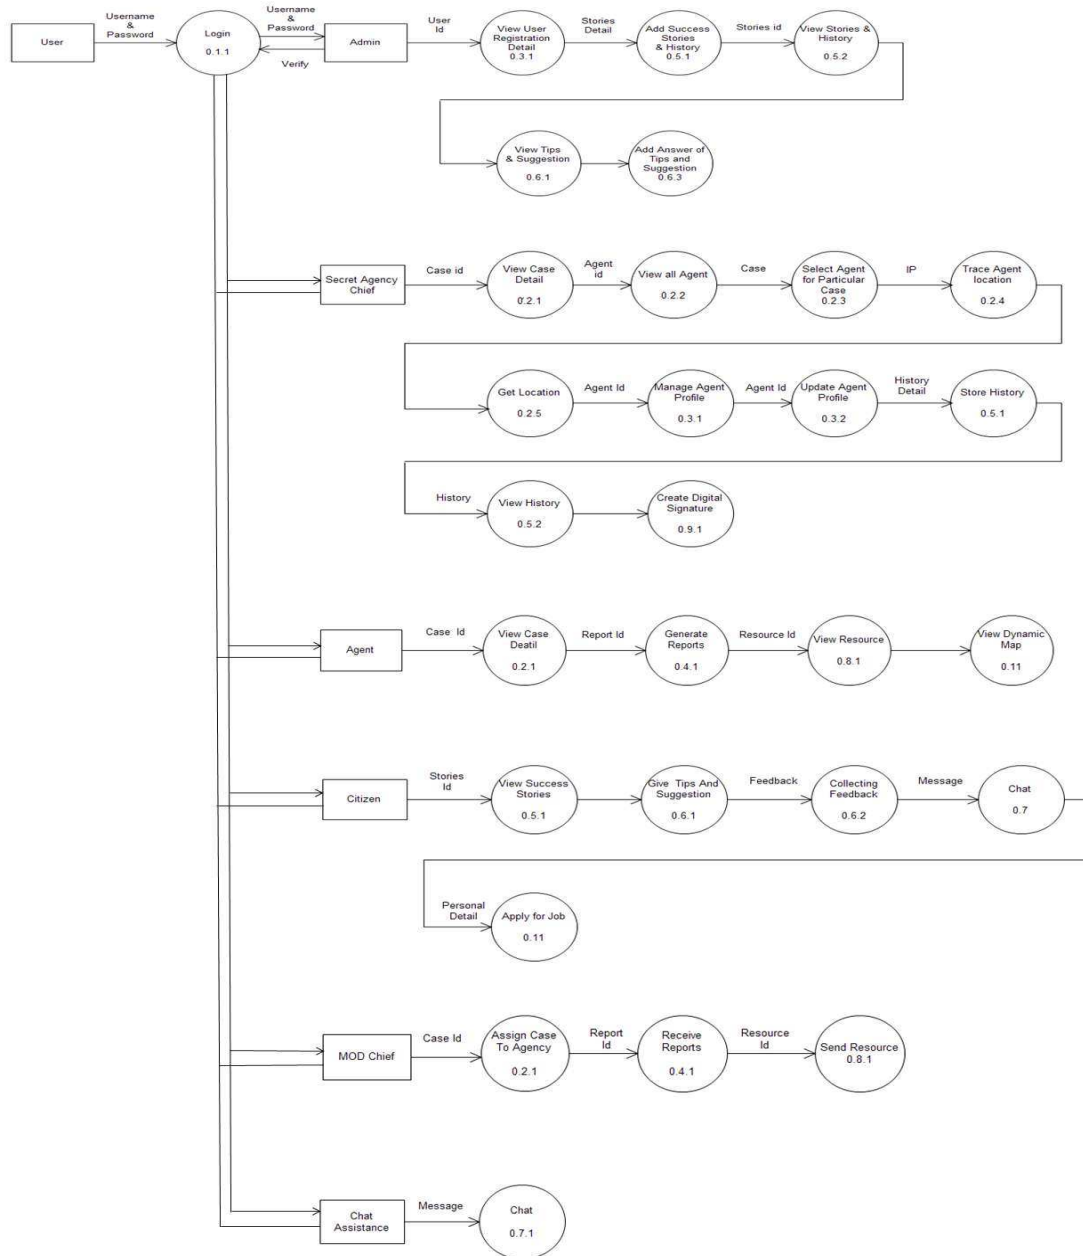 Username
&
Password
User
Login
0.1.1
Username
&
Password
Verify
Admin
User
Id
View User
Registration
Detail
0.3.1
Stories
Detail
Add Success
Stories
& History
0.5.1
Stories id
View Stories &
History
0.5.2
View Tips
& Suggestion
0.6.1
Add Answer of
Tips and
Suggestion
0.6.3
Secret Agency
Chief
Case id
View Case
Detail
0.2.1
Agent
id
View all Agent
0.2.2
Case
Select Agent
for Particular
Case
0.2.3
IP
Trace Agent
location
0.2.4
Get Location
0.2.5
Agent Id
Manage Agent
Profile
0.3.1
Agent Id
Update Agent
Profile
0.3.2
History
Detail
Store History
0.5.1
History
View History
0.5.2
Create Digital
Signature
0.9.1
Agent
Case Id
View Case
Deatil
0.2.1
Report Id
Generate
Reports
0.4.1
Resource Id
View Resource
0.8.1
View Dynamic
Map
0.11
Citizen
Stories
Id
View Success
Stories
0.5.1
Give Tips And
Suggestion
0.6.1
Feedback
Collecting
Feedback
0.6.2
Message
Chat
0.7
Personal
Detail
Apply for Job
0.11
MOD Chief
Case Id
Assign Case
To Agency
0.2.1
Report
Id
Receive
Reports
0.4.1
Resource
Id
Send Resource
0.8.1
Chat
Assistance
Message
Chat
0.7.1